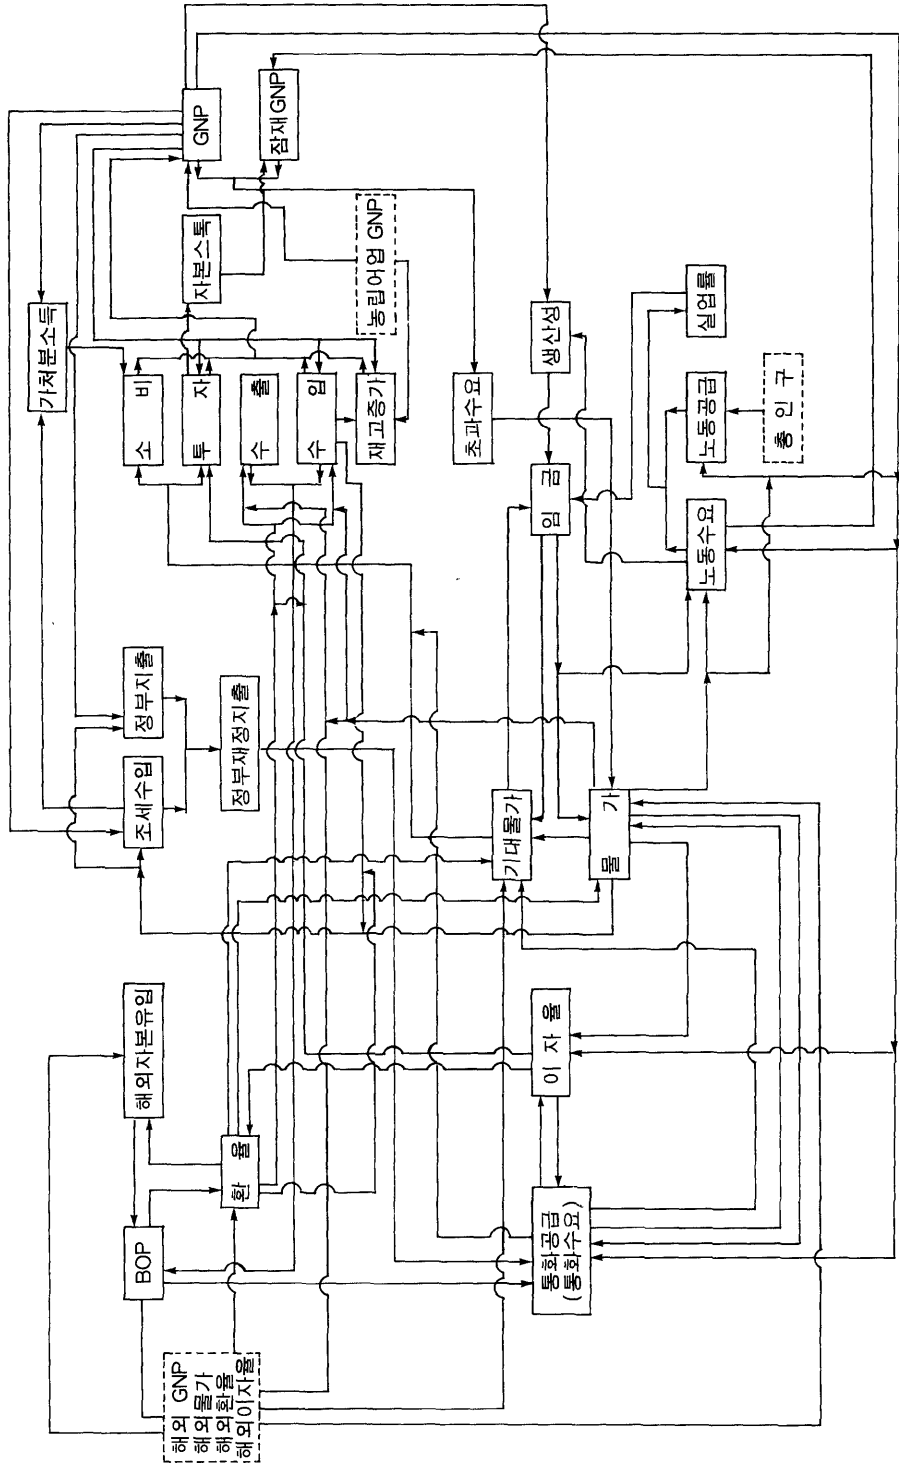 가처분소득
BOP
해외자본유입
조세수입
정부지출
소 비
해외 GNP
해외물가
해외환율
해외이자율
투 자
자본스톡
GNP
환 율
정부재정지출
수 출
잠재GNP
수 입
재고증가
농림어업 GNP
초과수요
기대물가
통화공급
(통화수요)
이 자 율
임 금
생산성
물 가
노동수요
노동공급
실업률
총 인 구